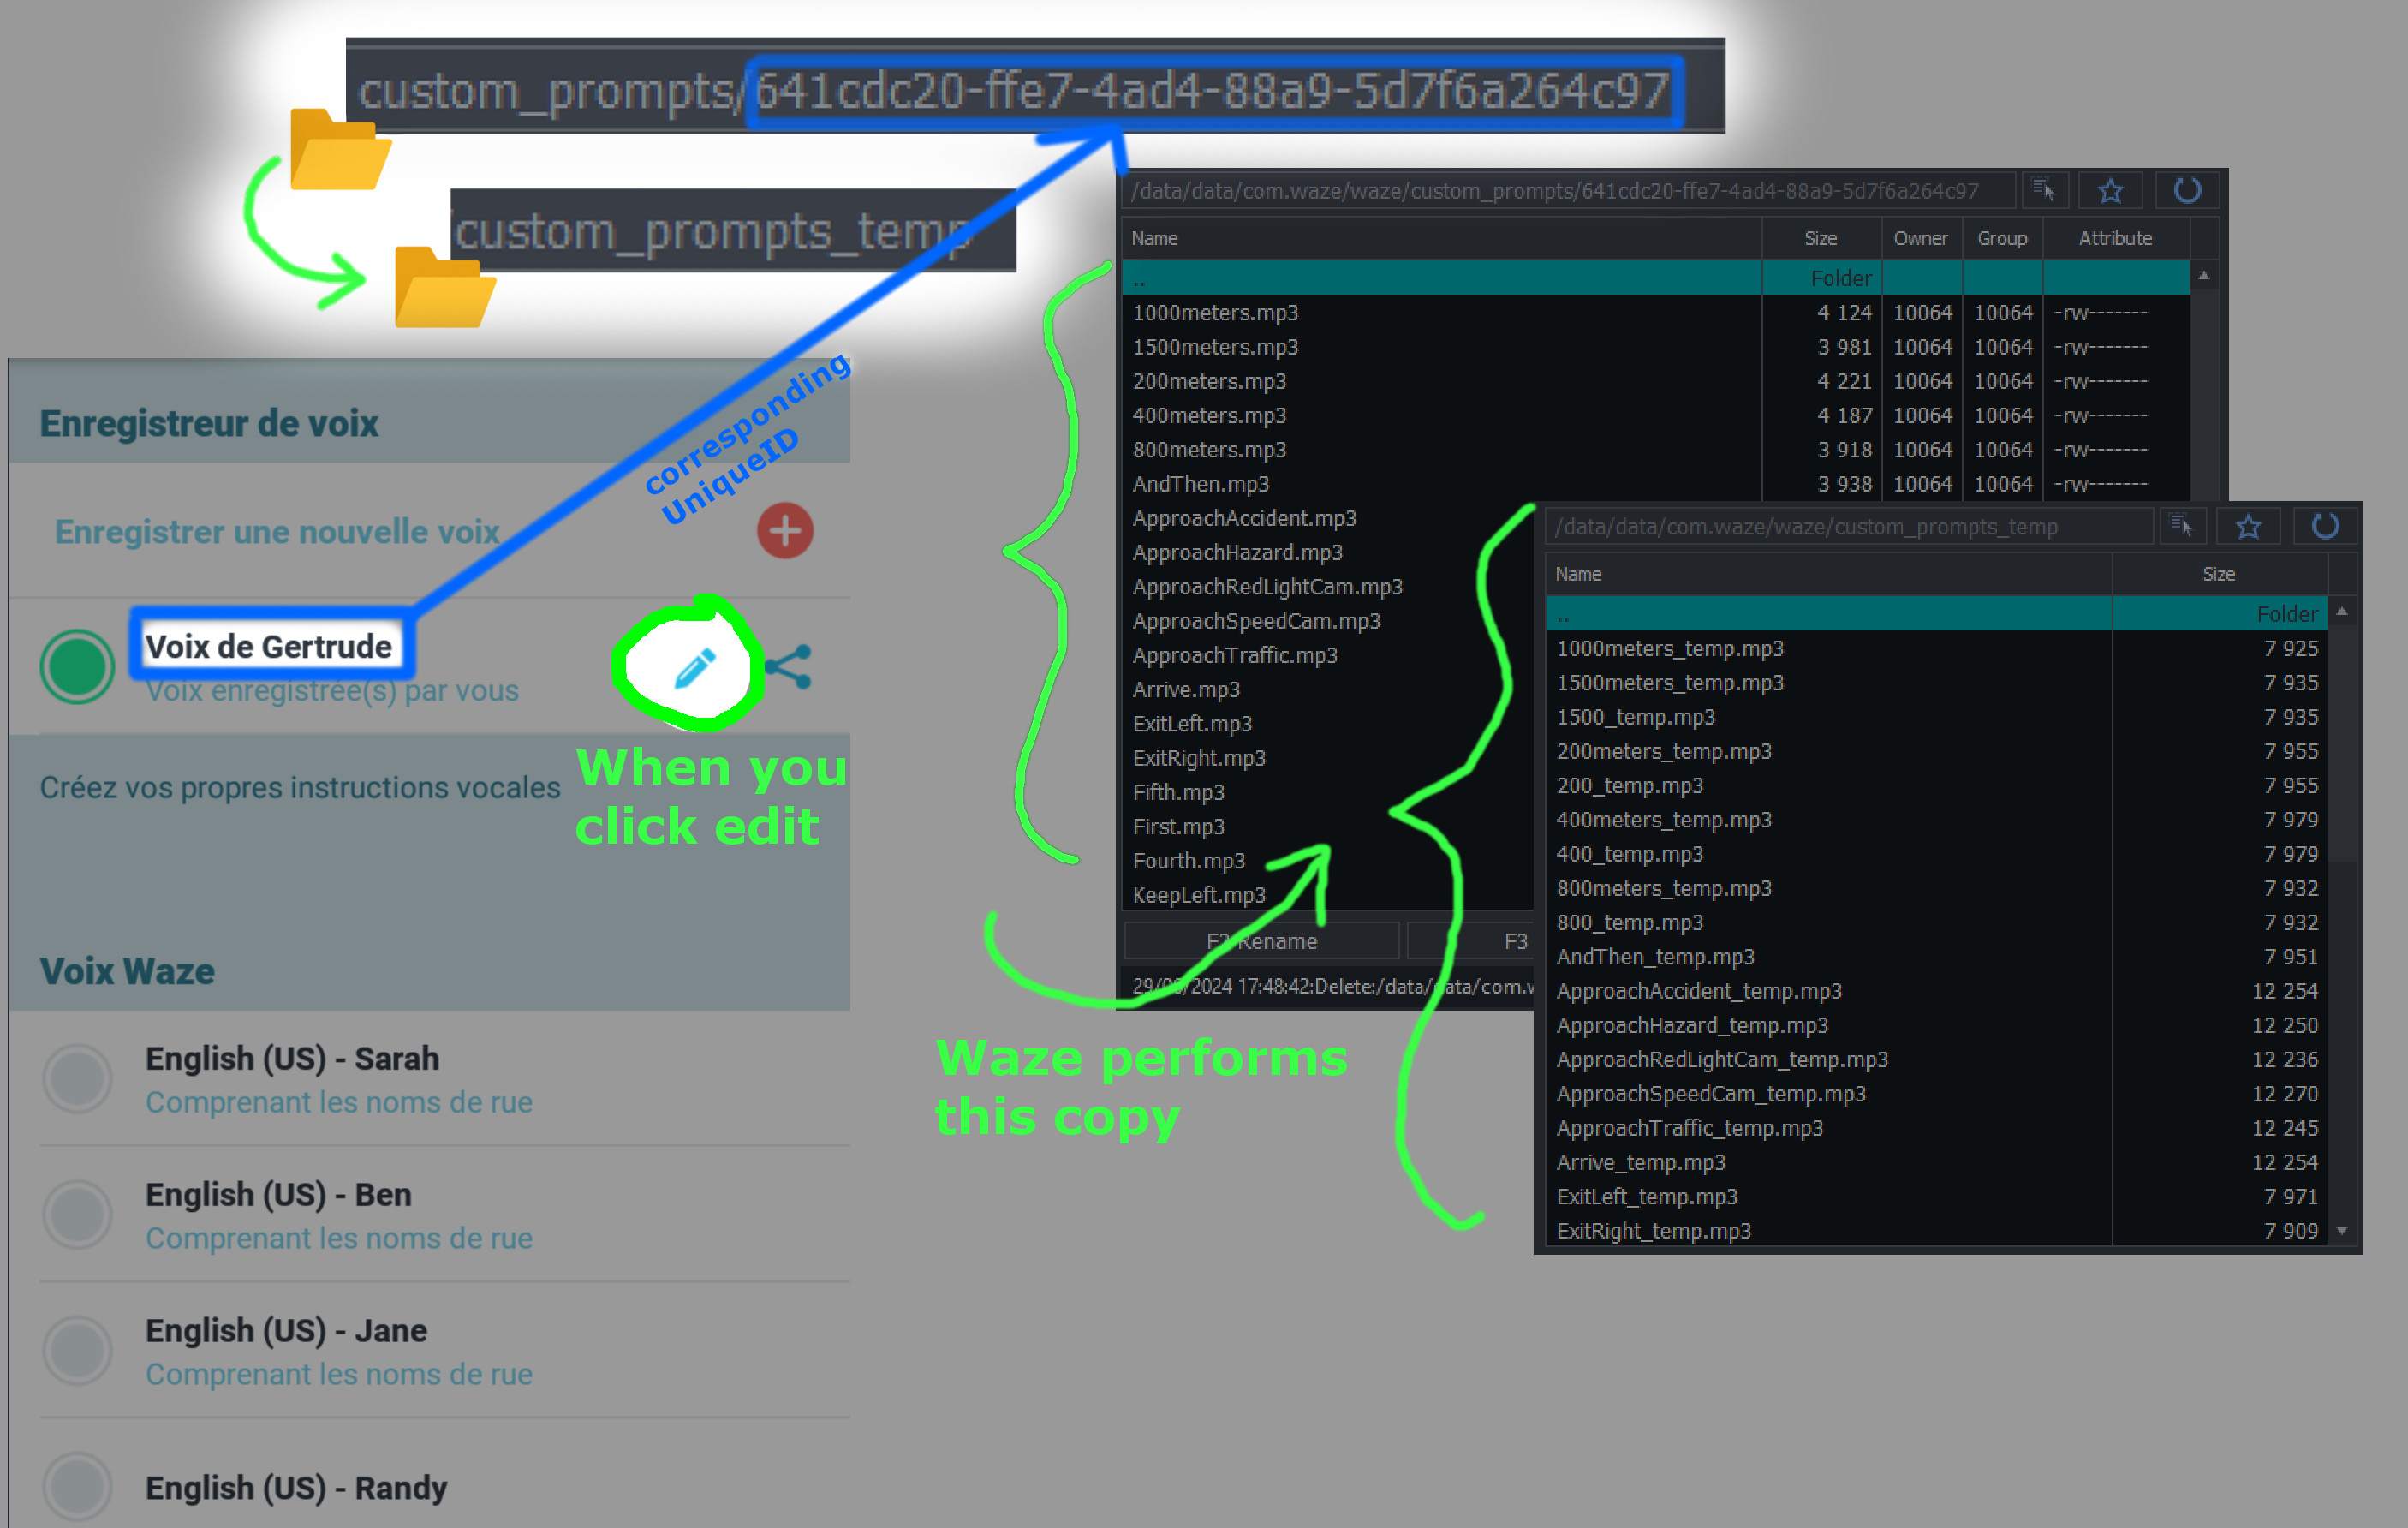 custom_prompts/641cdc20-ffe7-4ad4-88a9-5d7f6a264c97
custom_prompts_temp
corresponding
UniqueID
Enregistreur de voix
Enregistrer une nouvelle voix
Voix de Gertrude
Voix enregistrée(s) par vous
When you
click edit
Créez vos propres instructions vocales
Voix Waze
English (US) - Sarah
Comprenant les noms de rue
English (US) - Ben
Comprenant les noms de rue
English (US) - Jane
Comprenant les noms de rue
English (US) - Randy
Waze performs
this copy
/data/data/com.waze/waze/custom_prompts/641cdc20-ffe7-4ad4-88a9-5d7f6a264c97
Name Size Owner Group Attribute
.. Folder
1000meters.mp3 4 124 10064 10064 -rw-------
1500meters.mp3 3 981 10064 10064 -rw-------
200meters.mp3 4 221 10064 10064 -rw-------
400meters.mp3 4 187 10064 10064 -rw-------
800meters.mp3 3 918 10064 10064 -rw-------
AndThen.mp3 3 938 10064 10064 -rw-------
ApproachAccident.mp3
ApproachHazard.mp3
ApproachRedLightCam.mp3
ApproachSpeedCam.mp3
ApproachTraffic.mp3
Arrive.mp3
ExitLeft.mp3
ExitRight.mp3
Fifth.mp3
First.mp3
Fourth.mp3
KeepLeft.mp3
F2 Rename F3
17:48:42:Delete:/data/data/com.w
/data/data/com.waze/waze/custom_prompts_temp
Name Size
.. Folder
1000meters_temp.mp3 7 925
1500meters_temp.mp3 7 935
1500_temp.mp3 7 935
200meters_temp.mp3 7 955
200_temp.mp3 7 955
400meters_temp.mp3 7 979
400_temp.mp3 7 979
800meters_temp.mp3 7 932
800_temp.mp3 7 932
AndThen_temp.mp3 7 951
ApproachAccident_temp.mp3 12 254
ApproachHazard_temp.mp3 12 250
ApproachRedLightCam_temp.mp3 12 236
ApproachSpeedCam_temp.mp3 12 270
ApproachTraffic_temp.mp3 12 245
Arrive_temp.mp3 12 254
ExitLeft_temp.mp3 7 971
ExitRight_temp.mp3 7 909